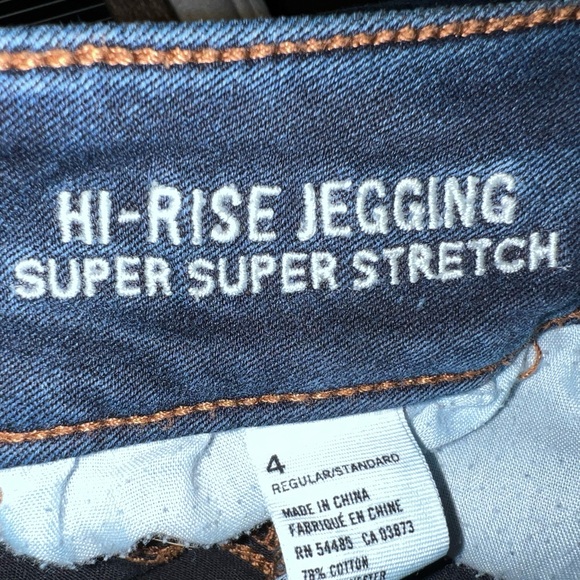 HI-RISE JEGGING
SUPER SUPER STRETCH
4
REGULAR/STANDARD
MADE IN CHINA
FABRIQUÉ EN CHINE
RN 54485 CA 03873
78% COTTON